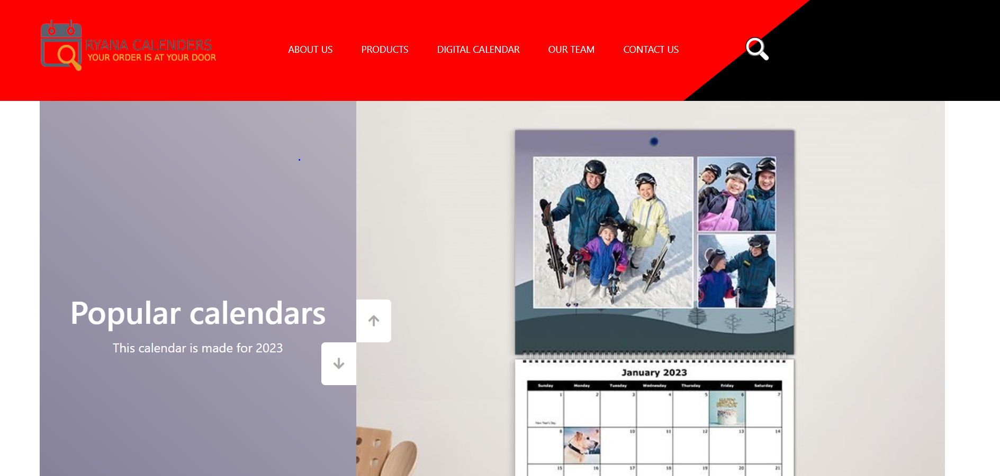 RYANA CALENDERS
YOUR ORDER IS AT YOUR DOOR
ABOUT US
PRODUCTS
DIGITAL CALENDAR
OUR TEAM
CONTACT US
Popular calendars
This calendar is made for 2023
January 2023
Sunday Monday Tuesday Wednesday Thursday Friday Saturday
1 2 3 4 5 6 7
HAPPY BIRTHDAY
New Year's Day
8 9 10 11 12 13 14
15 16 17 18 19 20 21